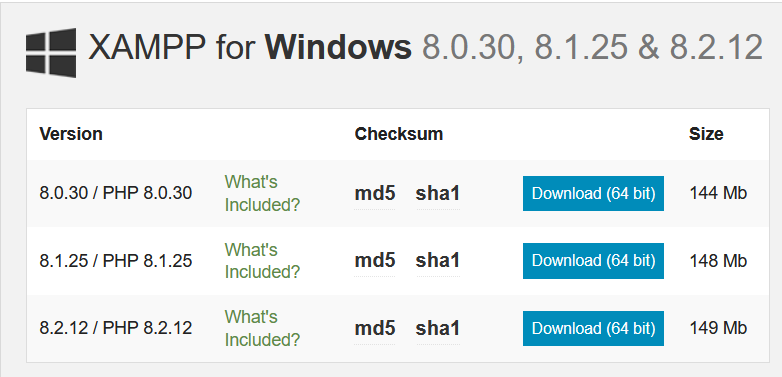 XAMPP for Windows 8.0.30, 8.1.25 & 8.2.12
Version Checksum Size
8.0.30 / PHP 8.0.30 What's Included? md5 sha1 Download (64 bit) 144 Mb
8.1.25 / PHP 8.1.25 What's Included? md5 sha1 Download (64 bit) 148 Mb
8.2.12 / PHP 8.2.12 What's Included? md5 sha1 Download (64 bit) 149 Mb